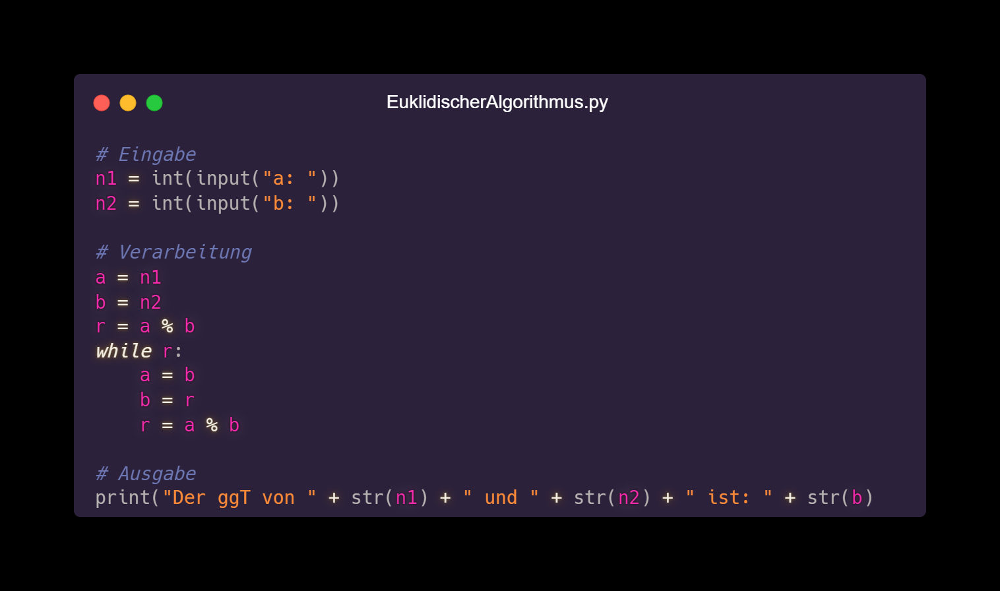 EuklidischerAlgorithmus.py
# Eingabe
n1 = int(input("a: "))
n2 = int(input("b: "))
# Verarbeitung
a = n1
b = n2
r = a % b
while r:
    a = b
    b = r
    r = a % b
# Ausgabe
print("Der ggT von " + str(n1) + " und " + str(n2) + " ist: " + str(b)